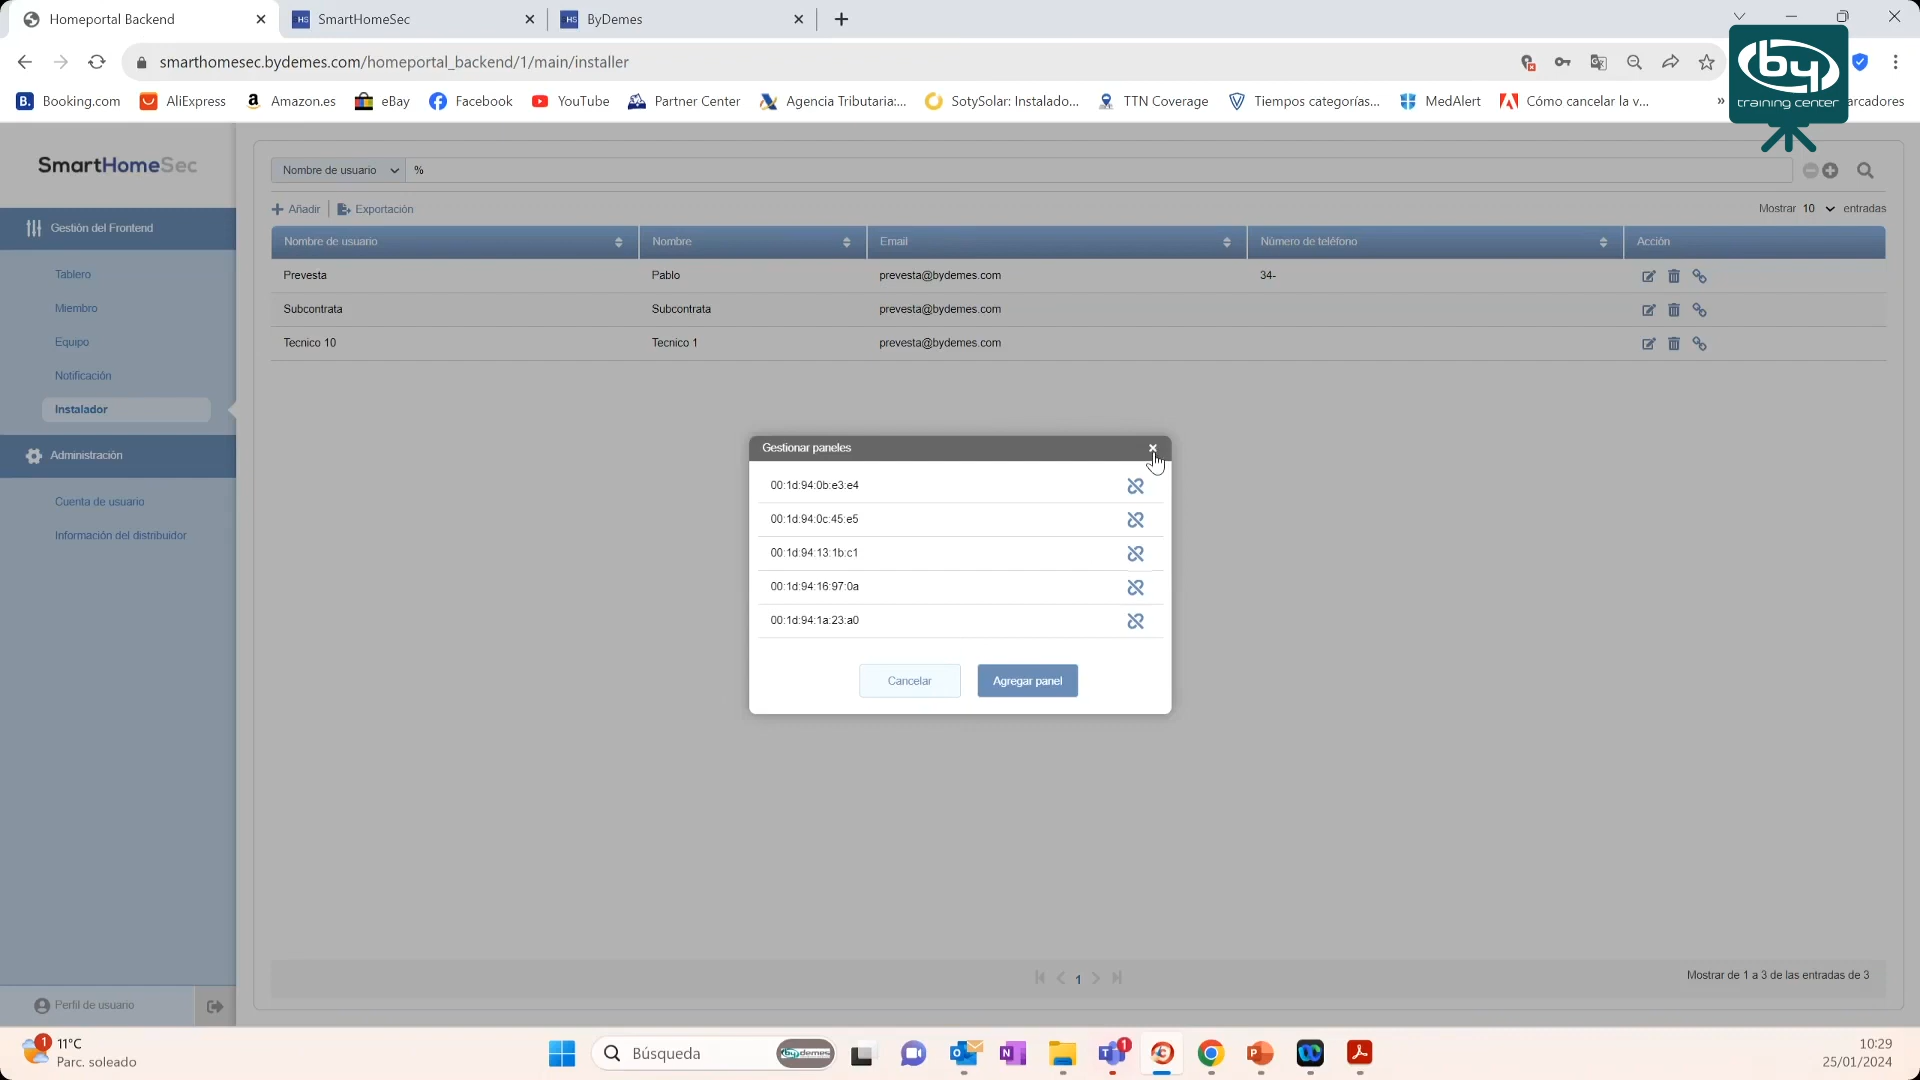 Homeportal Backend
HS SmartHomeSec
HS ByDemes
smarthomesec.bydemes.com/homeportal_backend/1/main/installer
B. Booking.com
AliExpress
a Amazon.es
eBay
Facebook
YouTube
Partner Center
Agencia Tributaria:...
SotySolar: Instalado...
TTN Coverage
Tiempos categorías...
MedAlert
Cómo cancelar la v...
»
arcadores
by
training center
SmartHomeSec
Gestión del Frontend
Tablero
Miembro
Equipo
Notificación
Instalador
Administración
Cuenta de usuario
Información del distribuidor
Perfil de usuario
Nombre de usuario %
Añadir
Exportación
Mostrar 10 entradas
Nombre de usuario Nombre Email Número de teléfono Acción
Prevesta Pablo prevesta@bydemes.com 34-
Subcontrata Subcontrata prevesta@bydemes.com
Tecnico 10 Tecnico 1 prevesta@bydemes.com
Gestionar paneles
00:1d:94:0b:e3:e4
00:1d:94:0c:45:e5
00:1d:94:13:1b:c1
00:1d:94:16:97:0a
00:1d:94:1a:23:a0
Cancelar
Agregar panel
1
Mostrar de 1 a 3 de las entradas de 3
1
11°C
Parc. soleado
Búsqueda
bydemes
1
10:29
25/01/2024